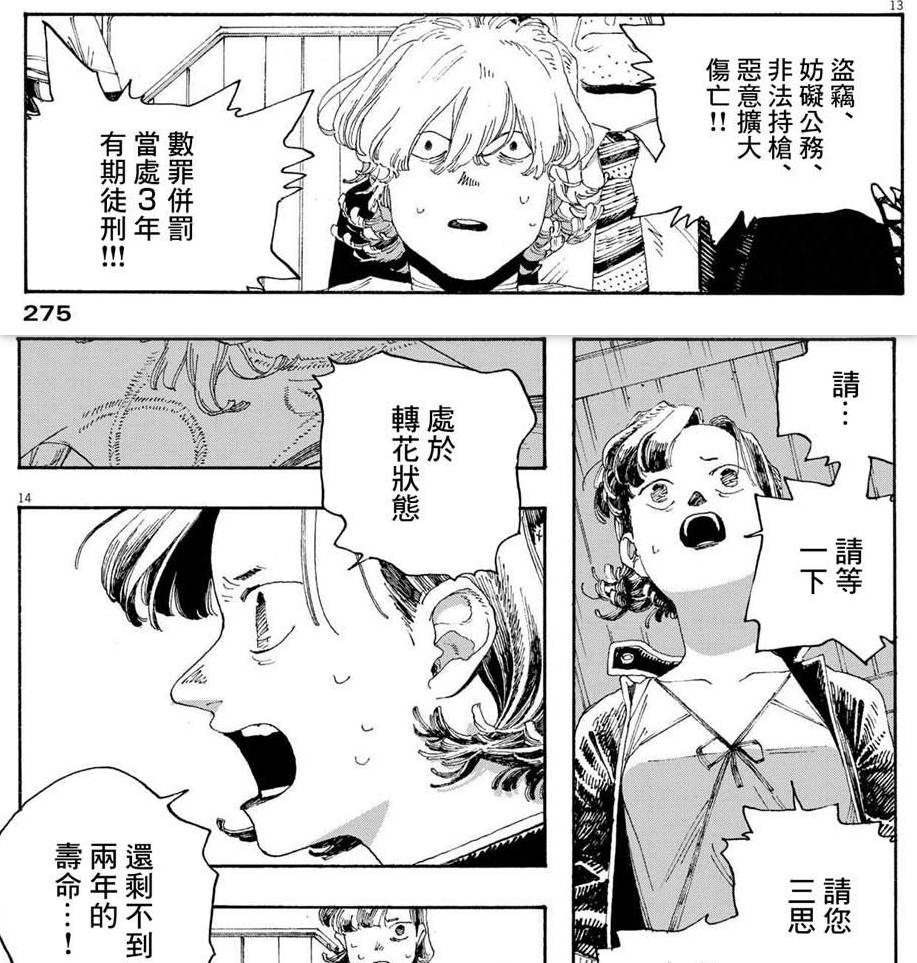 13
盜竊、
妨礙公務、
非法持槍、
惡意擴大
傷亡!!
數罪併罰
當處3年
有期徒刑!!!
275
請…
請等
一下
請您
三思
處於
轉花狀態
14
還剩不到
兩年的
壽命…!